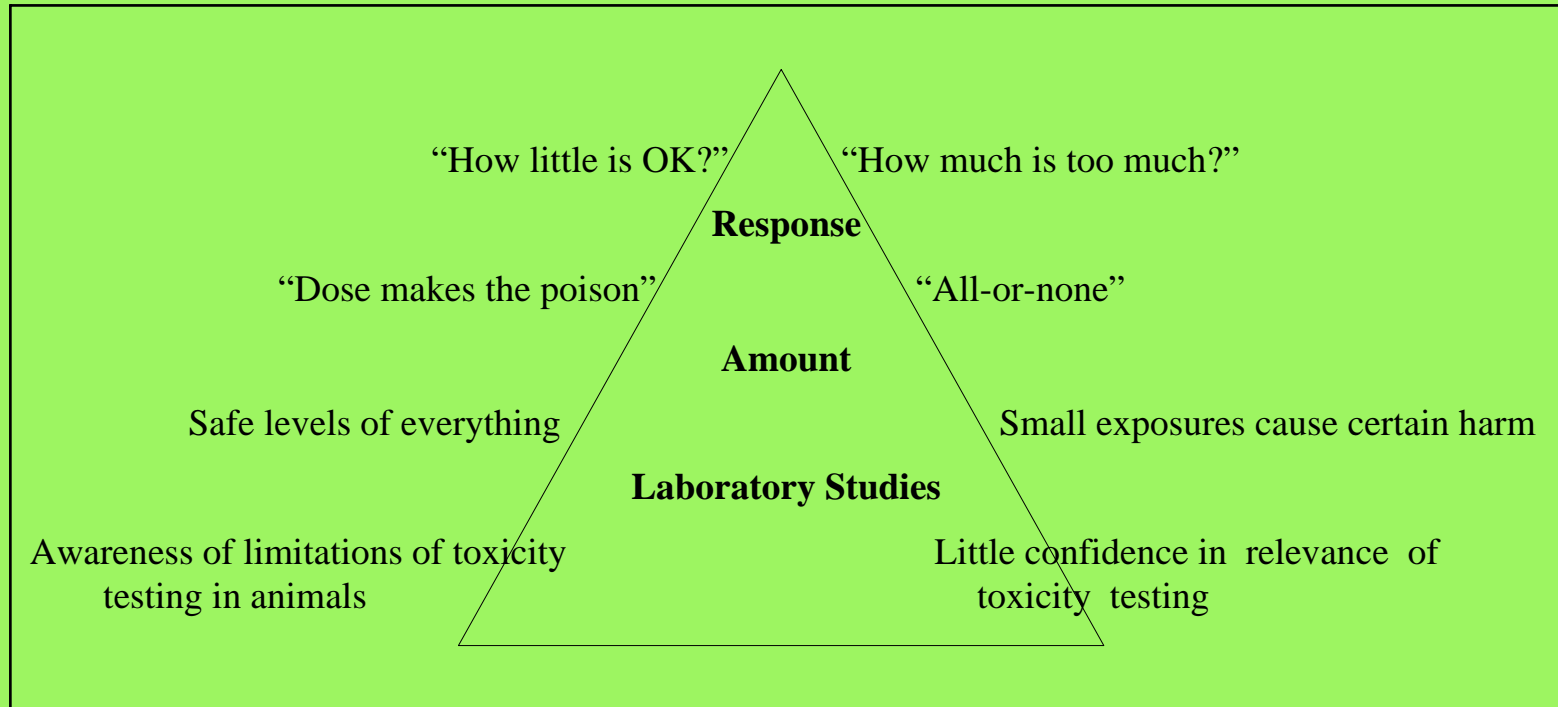 “How little is OK?” “How much is too much?”
Response
“Dose makes the poison” “All-or-none”
Amount
Safe levels of everything Small exposures cause certain harm
Laboratory Studies
Awareness of limitations of toxicity Little confidence in relevance of
testing in animals toxicity testing